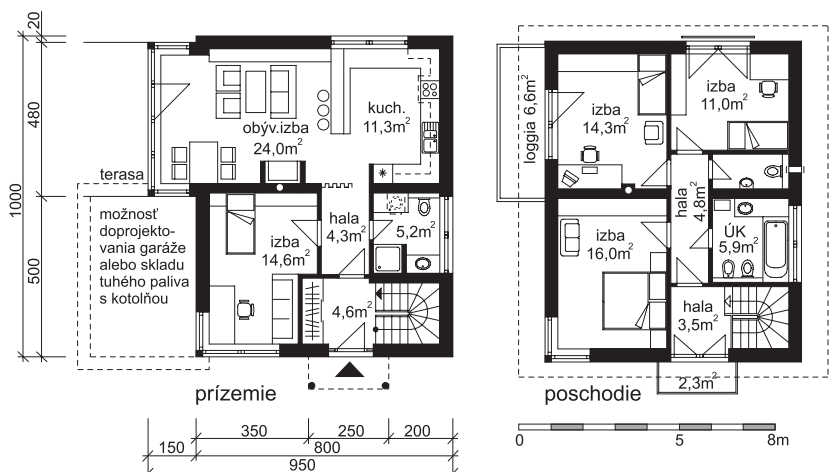 120
480
1000
500
terasa
možnosť
doprojekto-
vania garáže
alebo skladu
tuhého paliva
s kotolňou
obýv.izba
24,0m²
kuch.
11,3m²
hala
4,3m²
5,2m²
izba
14,6m²
4,6m²
prízemie
350 250 200
150 800
950
loggia 6,6m²
izba
14,3m²
izba
11,0m²
hala
4,8m²
ÚK
5,9m²
izba
16,0m²
hala
3,5m²
2,3m²
poschodie
0 5 8m